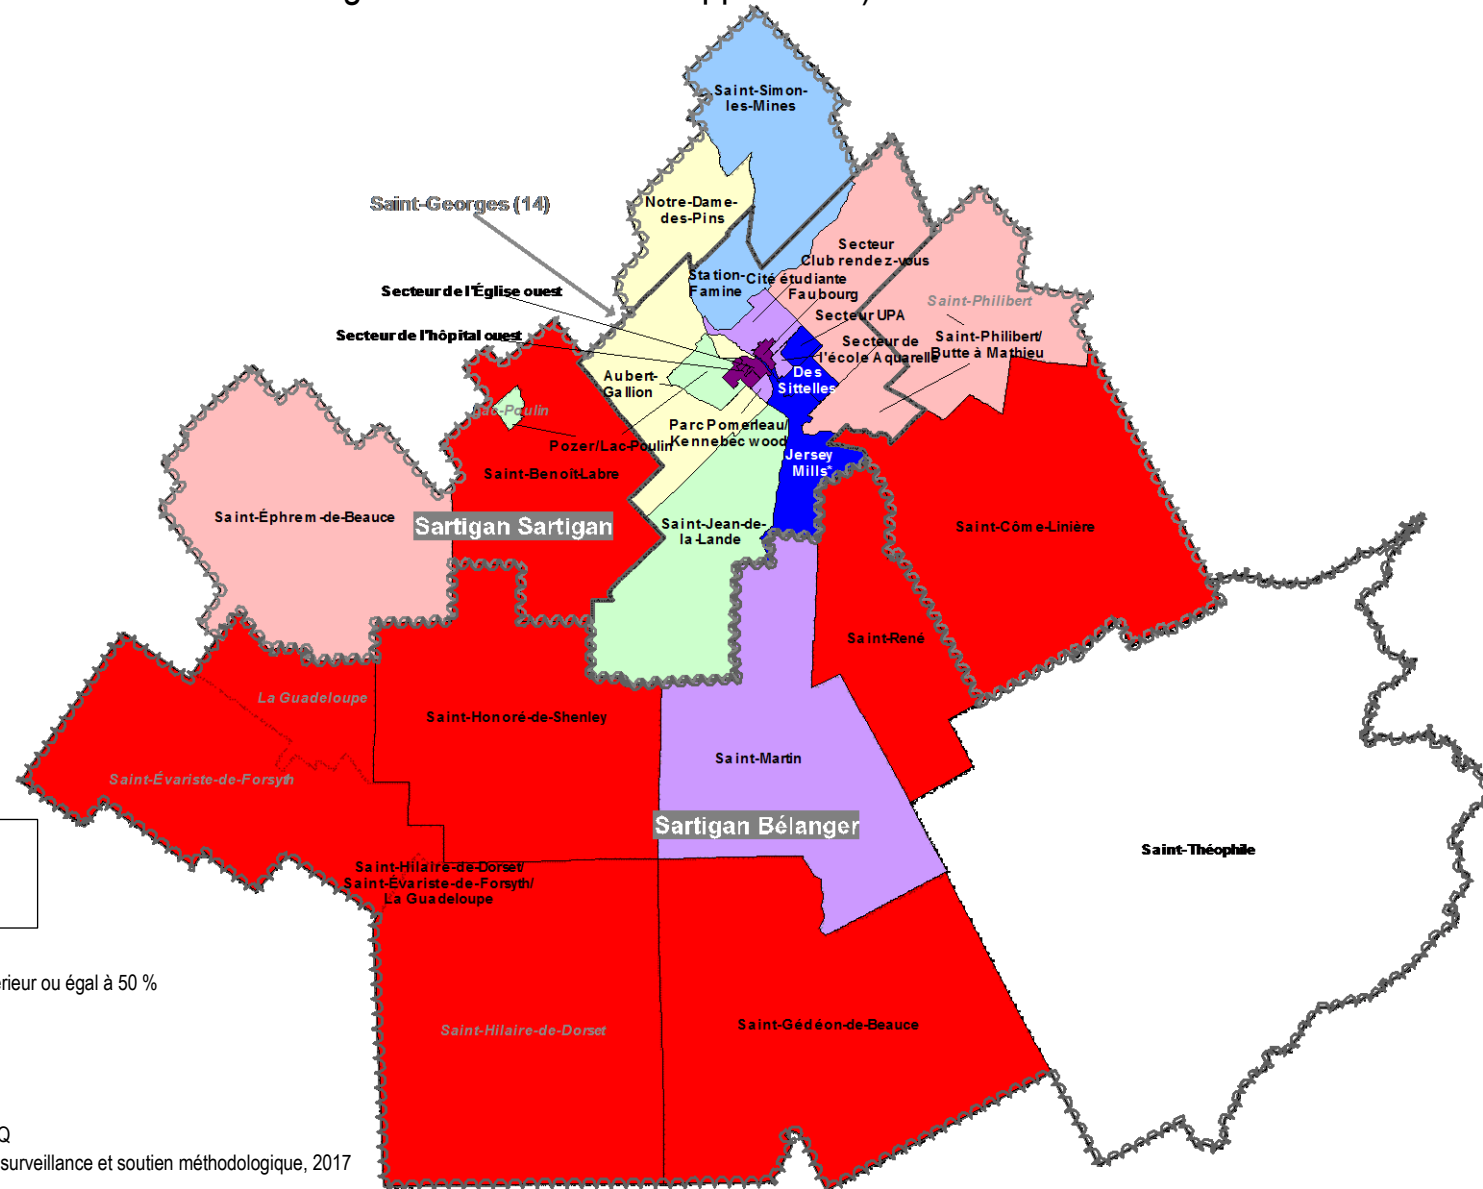 Saint-Simon-
les-Mines
Saint-Georges (14)
Notre-Dame-
des-Pins
Secteur
Club rendez-vous
Station-
Famine
Cité étudiante
Faubourg
Secteur de l'Église ouest
Saint-Philibert
Secteur UPA
Secteur de l'hôpital ouest
Saint-Philibert/
Butte à Mathieu
Secteur de
l'école Aquarelle
Des
Sittelles
Aubert-
Gallion
Lac-Poulin
Parc Pomerleau/
Kennebec wood
Pozer/Lac-Poulin
Jersey
Mills*
Saint-Benoît-Labre
Saint-Éphrem-de-Beauce
Sartigan Sartigan
Saint-Jean-de-
la-Lande
Saint-Côme-Linière
Saint-René
La Guadeloupe
Saint-Honoré-de-Shenley
Saint-Martin
Saint-Évariste-de-Forsyth
Sartigan Bélanger
Saint-Théophile
Saint-Hilaire-de-Dorset/
Saint-Évariste-de-Forsyth/
La Guadeloupe
rieur ou égal à 50 %
Saint-Hilaire-de-Dorset
Saint-Gédéon-de-Beauce
Q
surveillance et soutien méthodologique, 2017